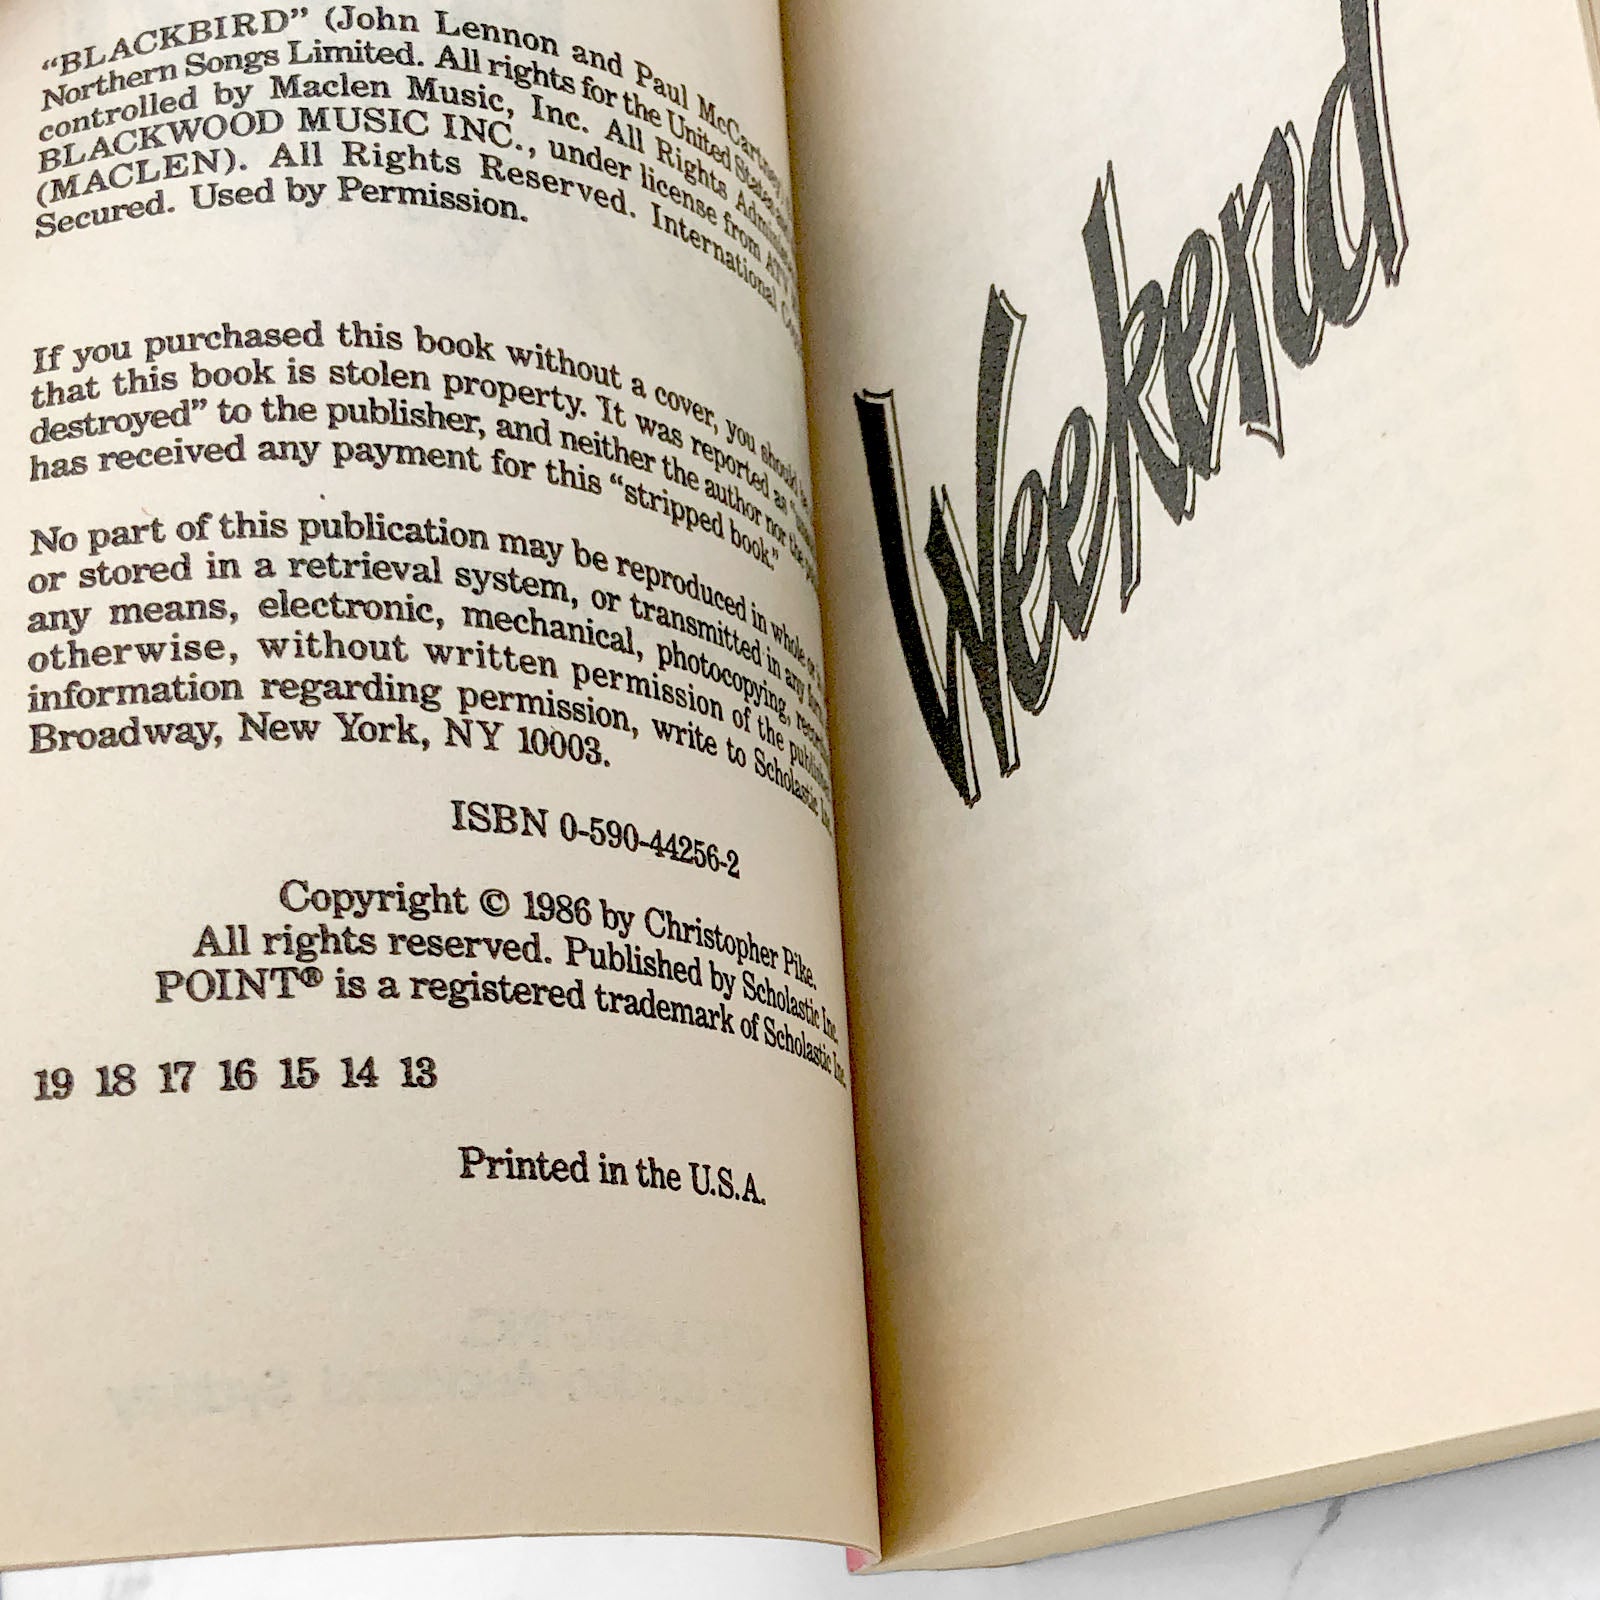 "BLACKBIRD" (John Lennon and Paul McCartney)
Northern Songs Limited. All rights for the United States and
controlled by Maclen Music, Inc. All Rights
BLACKWOOD MUSIC INC., under license from ATV
(MACLEN). All Rights Reserved. International
Secured. Used by Permission.
If you purchased this book without a cover, you should be
that this book is stolen property. It was reported as
destroyed" to the publisher, and neither the author nor the
has received any payment for this "stripped book."
No part of this publication may be reproduced in whole or
or stored in a retrieval system, or transmitted in any form
any means, electronic, mechanical, photocopying,
otherwise, without written permission of the publisher
information regarding permission, write to Scholastic Inc.
Broadway, New York, NY 10003.
ISBN 0-590-44256-2
Copyright © 1986 by Christopher Pike.
All rights reserved. Published by Scholastic Inc.
POINT® is a registered trademark of Scholastic Inc.
19 18 17 16 15 14 13
Printed in the U.S.A.
Weekend